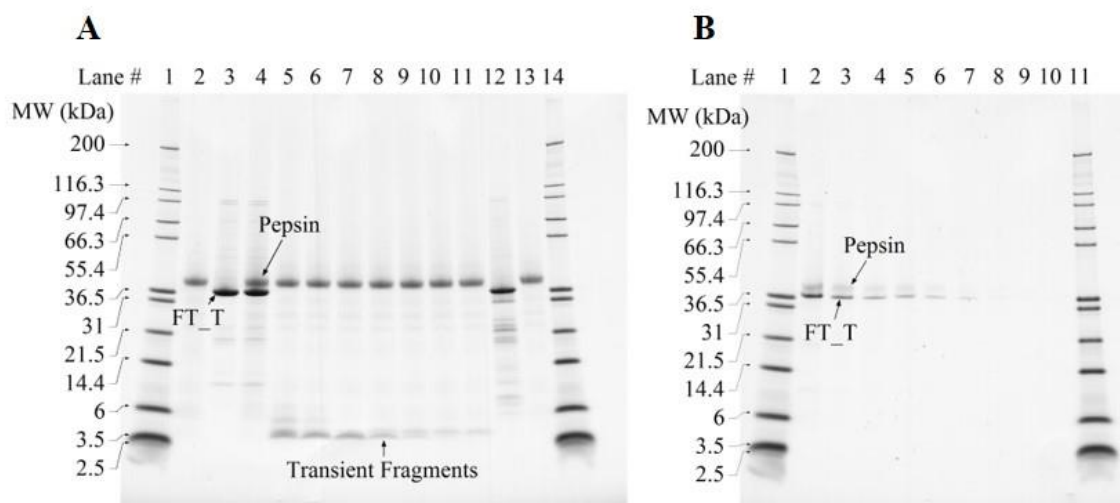 A
Lane # 1 2 3 4 5 6 7 8 9 10 11 12 13 14
MW (kDa)
200
116.3
97.4
66.3
55.4
36.5
31
21.5
14.4
6
3.5
2.5
Pepsin
FT_T
Transient Fragments
B
Lane # 1 2 3 4 5 6 7 8 9 10 11
MW (kDa)
200
116.3
97.4
66.3
55.4
36.5
31
21.5
14.4
6
3.5
2.5
Pepsin
FT_T